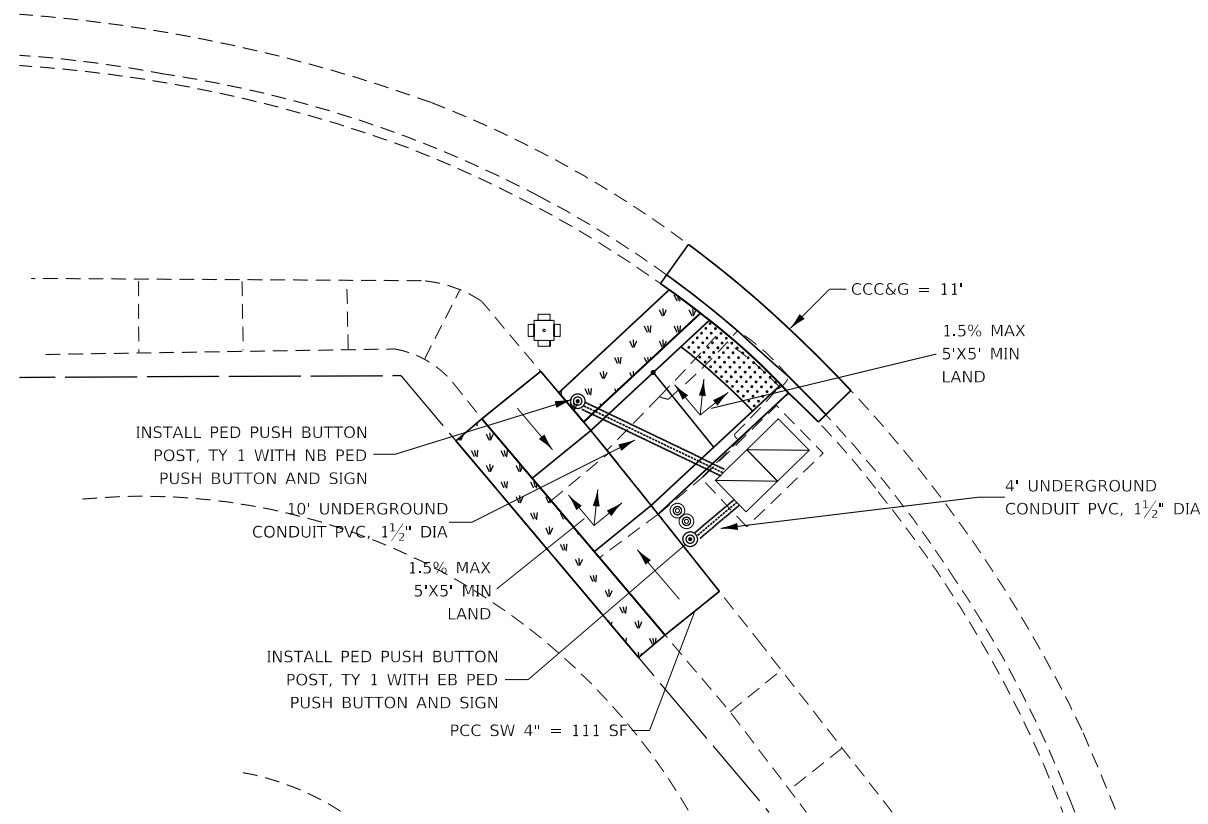 CCC&G = 11'
1.5% MAX
5'X5' MIN
LAND
INSTALL PED PUSH BUTTON
POST, TY 1 WITH NB PED
PUSH BUTTON AND SIGN
4' UNDERGROUND
CONDUIT PVC, 1½" DIA
10' UNDERGROUND
CONDUIT PVC, 1½" DIA
1.5% MAX
5'X5' MIN
LAND
INSTALL PED PUSH BUTTON
POST, TY 1 WITH EB PED
PUSH BUTTON AND SIGN
PCC SW 4" = 111 SF